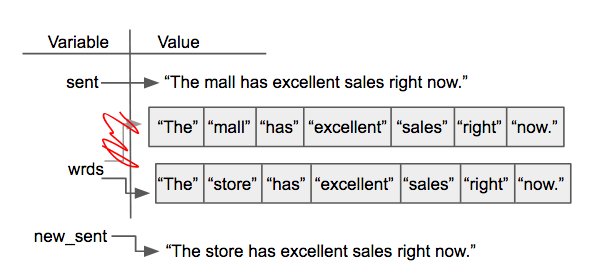 Variable Value
sent “The mall has excellent sales right now.”
“The” “mall” “has” “excellent” “sales” “right” “now.”
wrds
“The” “store” “has” “excellent” “sales” “right” “now.”
new_sent
“The store has excellent sales right now.”